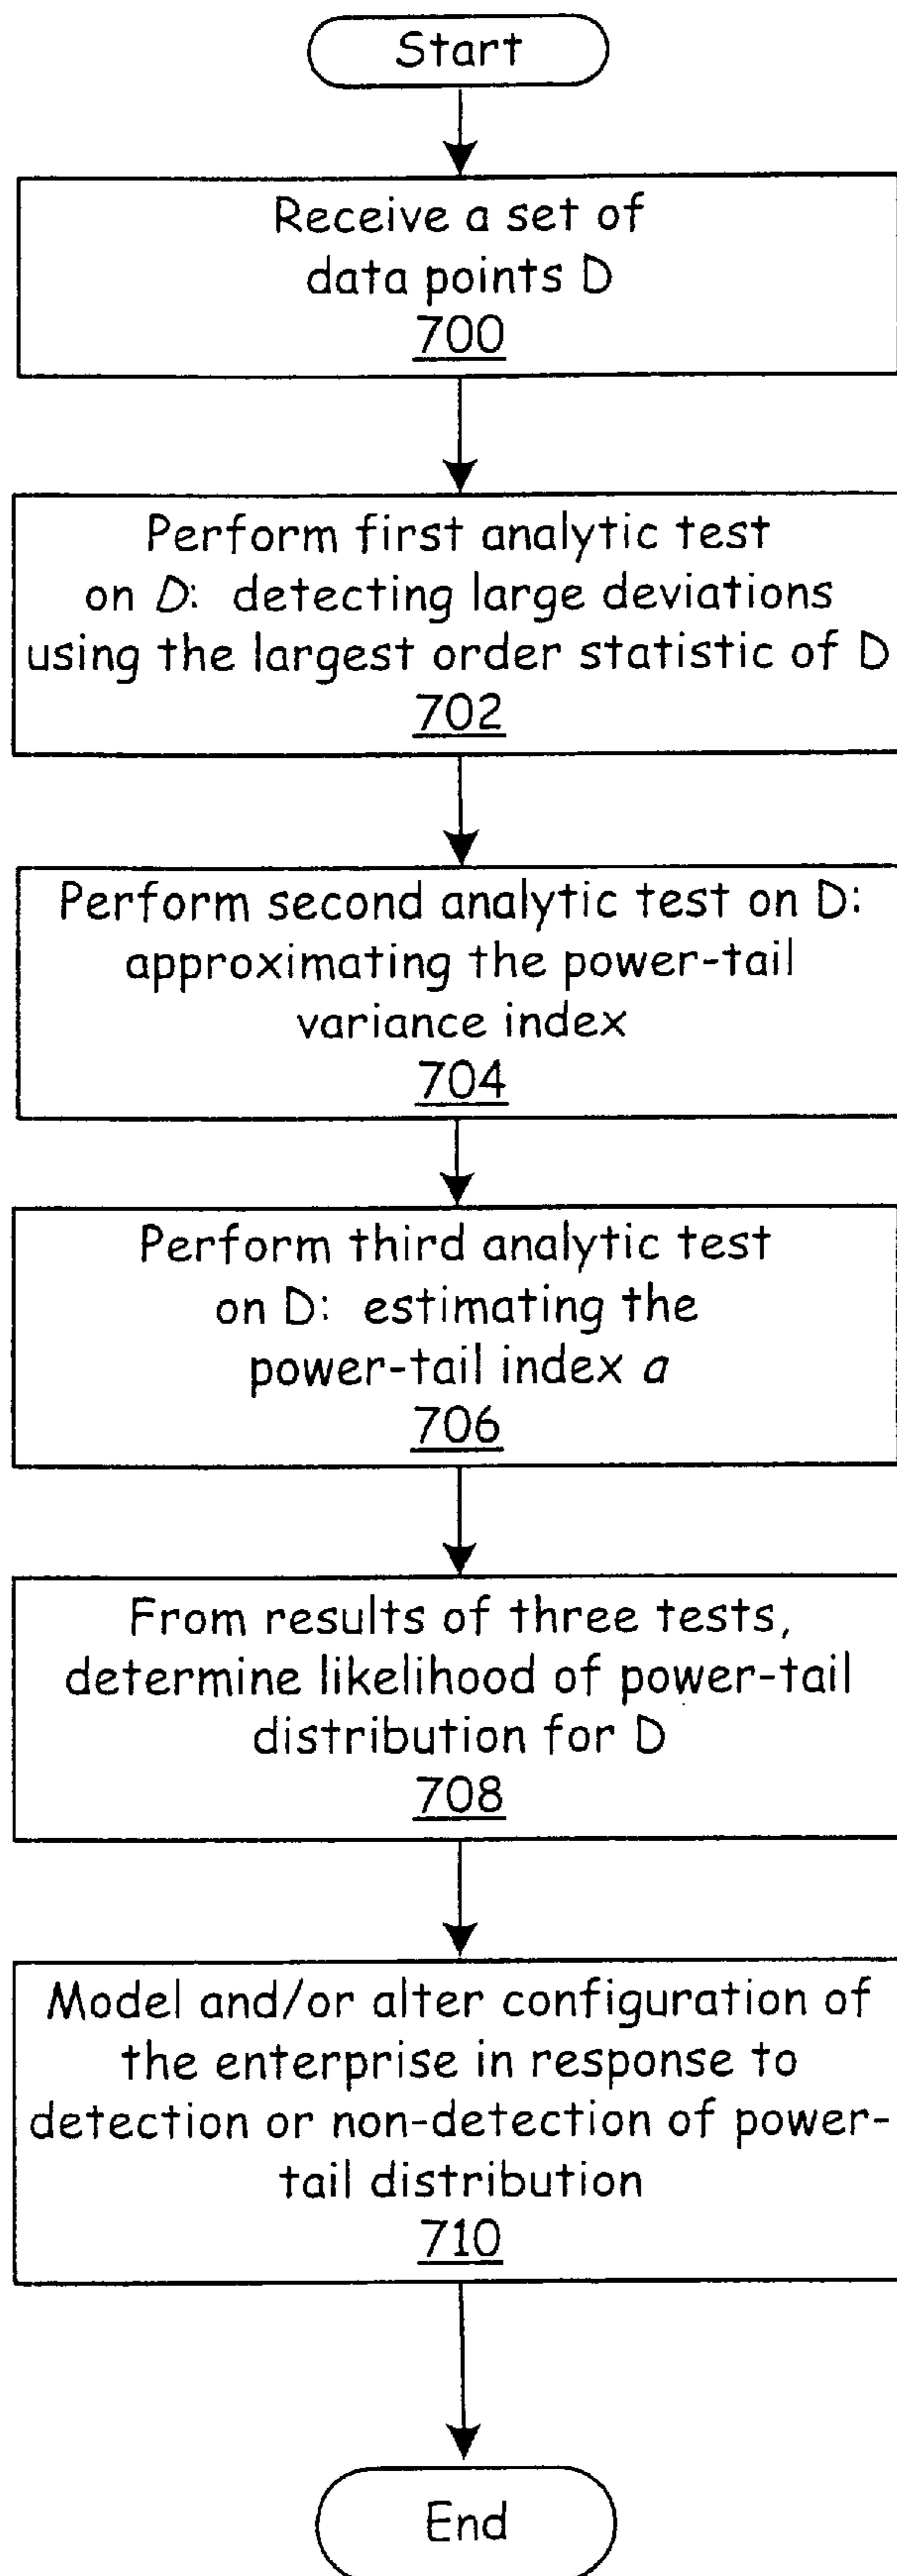 Start
Receive a set of
data points D
700
Perform first analytic test
on D: detecting large deviations
using the largest order statistic of D
702
Perform second analytic test on D:
approximating the power-tail
variance index
704
Perform third analytic test
on D: estimating the
power-tail index a
706
From results of three tests,
determine likelihood of power-tail
distribution for D
708
Model and/or alter configuration of
the enterprise in response to
detection or non-detection of power-
tail distribution
710
End